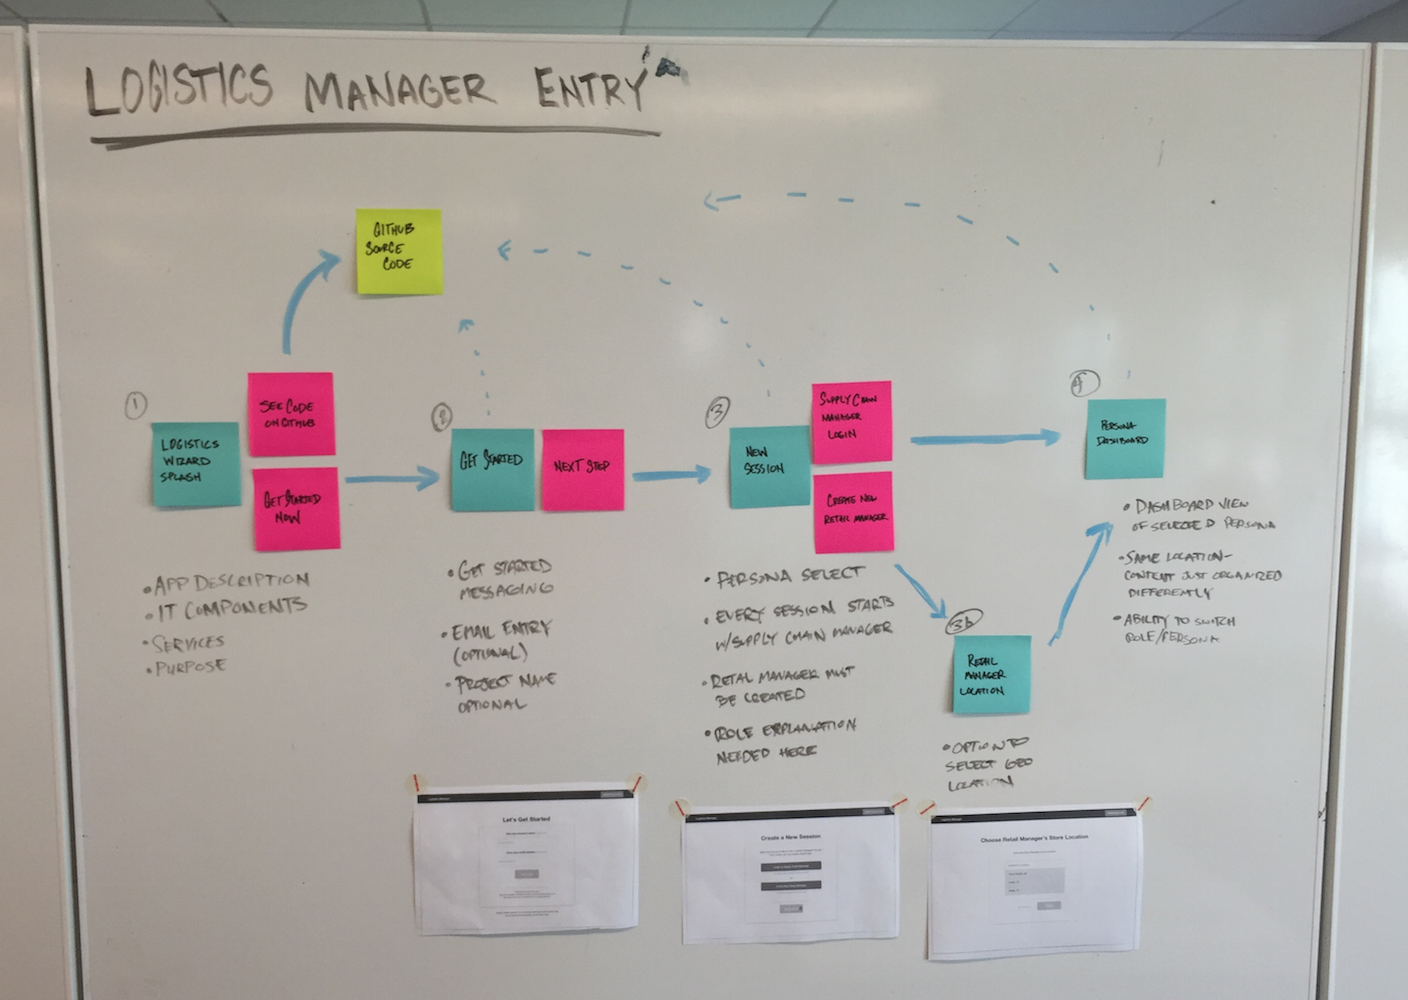 LOGISTICS MANAGER ENTRY
GITHUB
SOURCE
CODE
1
SEE CODE
ON GITHUB
LOGISTICS
WIZARD
SPLASH
GET STARTED
NOW
• APP DESCRIPTION
• IT COMPONENTS
• SERVICES
• PURPOSE
2
GET STARTED
NEXT STEP
• GET STARTED
MESSAGING
• EMAIL ENTRY
(OPTIONAL)
• PROJECT NAME
OPTIONAL
3
NEW
SESSION
SUPPLY CHAIN
MANAGER
LOGIN
CREATE NEW
RETAIL MANAGER
• PERSONA SELECT
• EVERY SESSION STARTS
W/SUPPLY CHAIN MANAGER
• RETAIL MANAGER MUST
BE CREATED
• ROLE EXPLANATION
NEEDED HERE
3b
RETAIL
MANAGER
LOCATION
• OPTION TO
SELECT GEO
LOCATION
4
PERSONA
DASHBOARD
• DASHBOARD VIEW
OF SELECTED PERSONA
• SAME LOCATION-
CONTENT JUST ORGANIZED
DIFFERENTLY
• ABILITY TO SWITCH
ROLE/PERSONA
Let's Get Started
Create a New Session
Choose Retail Manager's Store Location